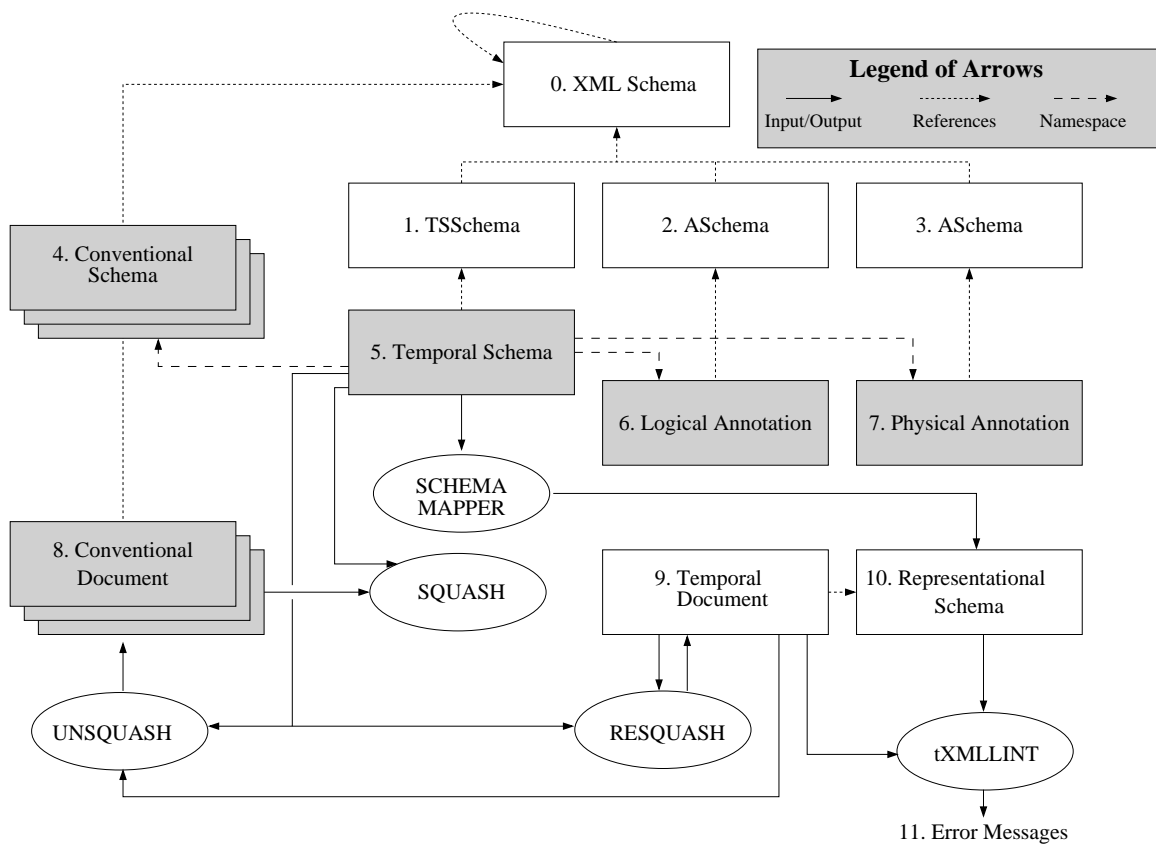 0. XML Schema
Legend of Arrows
Input/Output
References
Namespace
1. TSSchema
2. ASchema
3. ASchema
4. Conventional
Schema
5. Temporal Schema
6. Logical Annotation
7. Physical Annotation
SCHEMA
MAPPER
8. Conventional
Document
SQUASH
9. Temporal
Document
10. Representational
Schema
UNSQUASH
RESQUASH
tXMLLINT
11. Error Messages